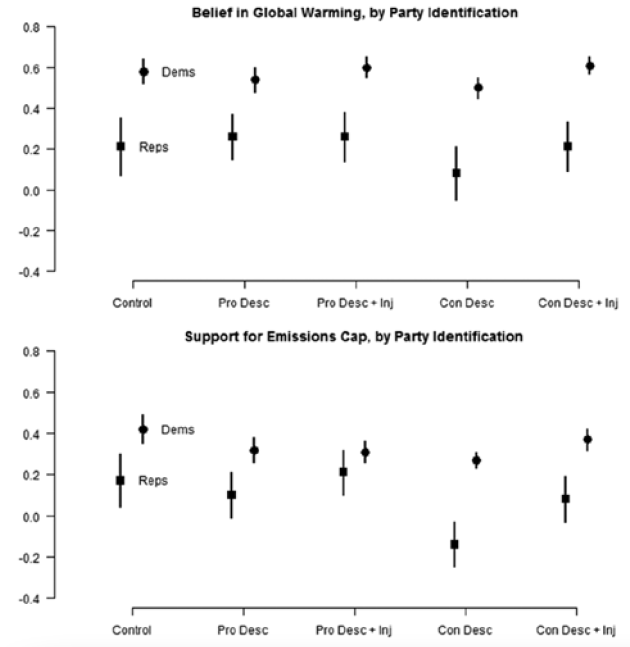 Belief in Global Warming, by Party Identification
0.8
0.6
0.4
0.2
0.0
-0.2
-0.4
Dems
Reps
Control Pro Desc Pro Desc + Inj Con Desc Con Desc + Inj
Support for Emissions Cap, by Party Identification
0.8
0.6
0.4
0.2
0.0
-0.2
-0.4
Dems
Reps
Control Pro Desc Pro Desc + Inj Con Desc Con Desc + Inj